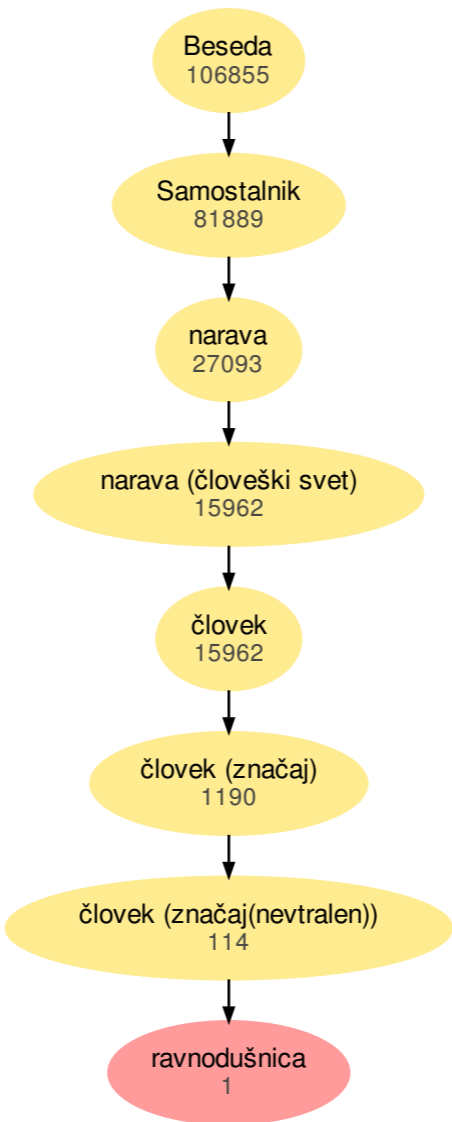 Beseda
106855
Samostalnik
81889
narava
27093
narava (človeški svet)
15962
človek
15962
človek (značaj)
1190
človek (značaj(nevtralen))
114
ravnodušnica
1